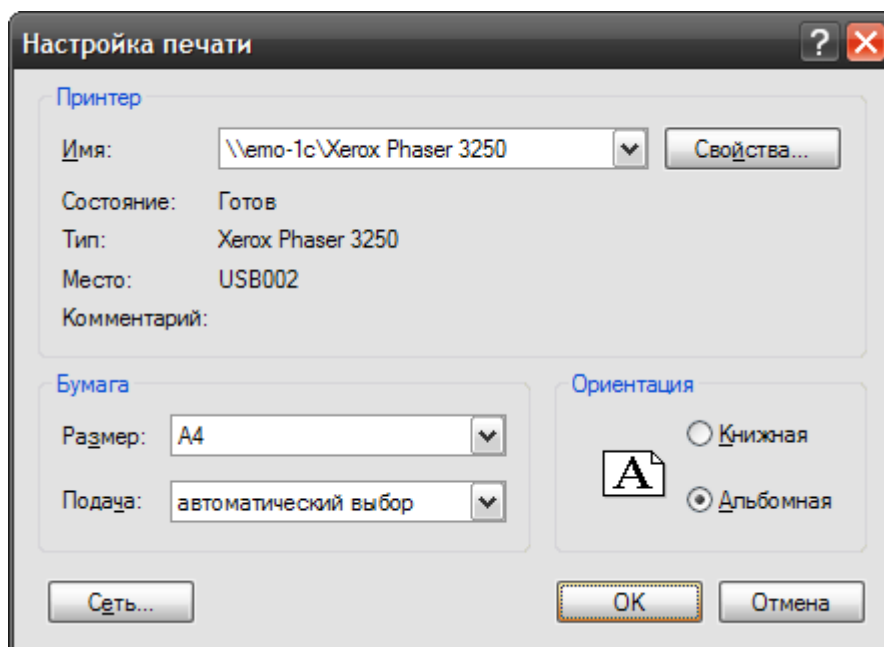 Настройка печати
Принтер
Имя: \\emo-1c\Xerox Phaser 3250 Свойства...
Состояние: Готов
Тип: Xerox Phaser 3250
Место: USB002
Комментарий:
Бумага
Размер: A4
Подача: автоматический выбор
Ориентация
A
Книжная
Альбомная
Сеть... OK Отмена